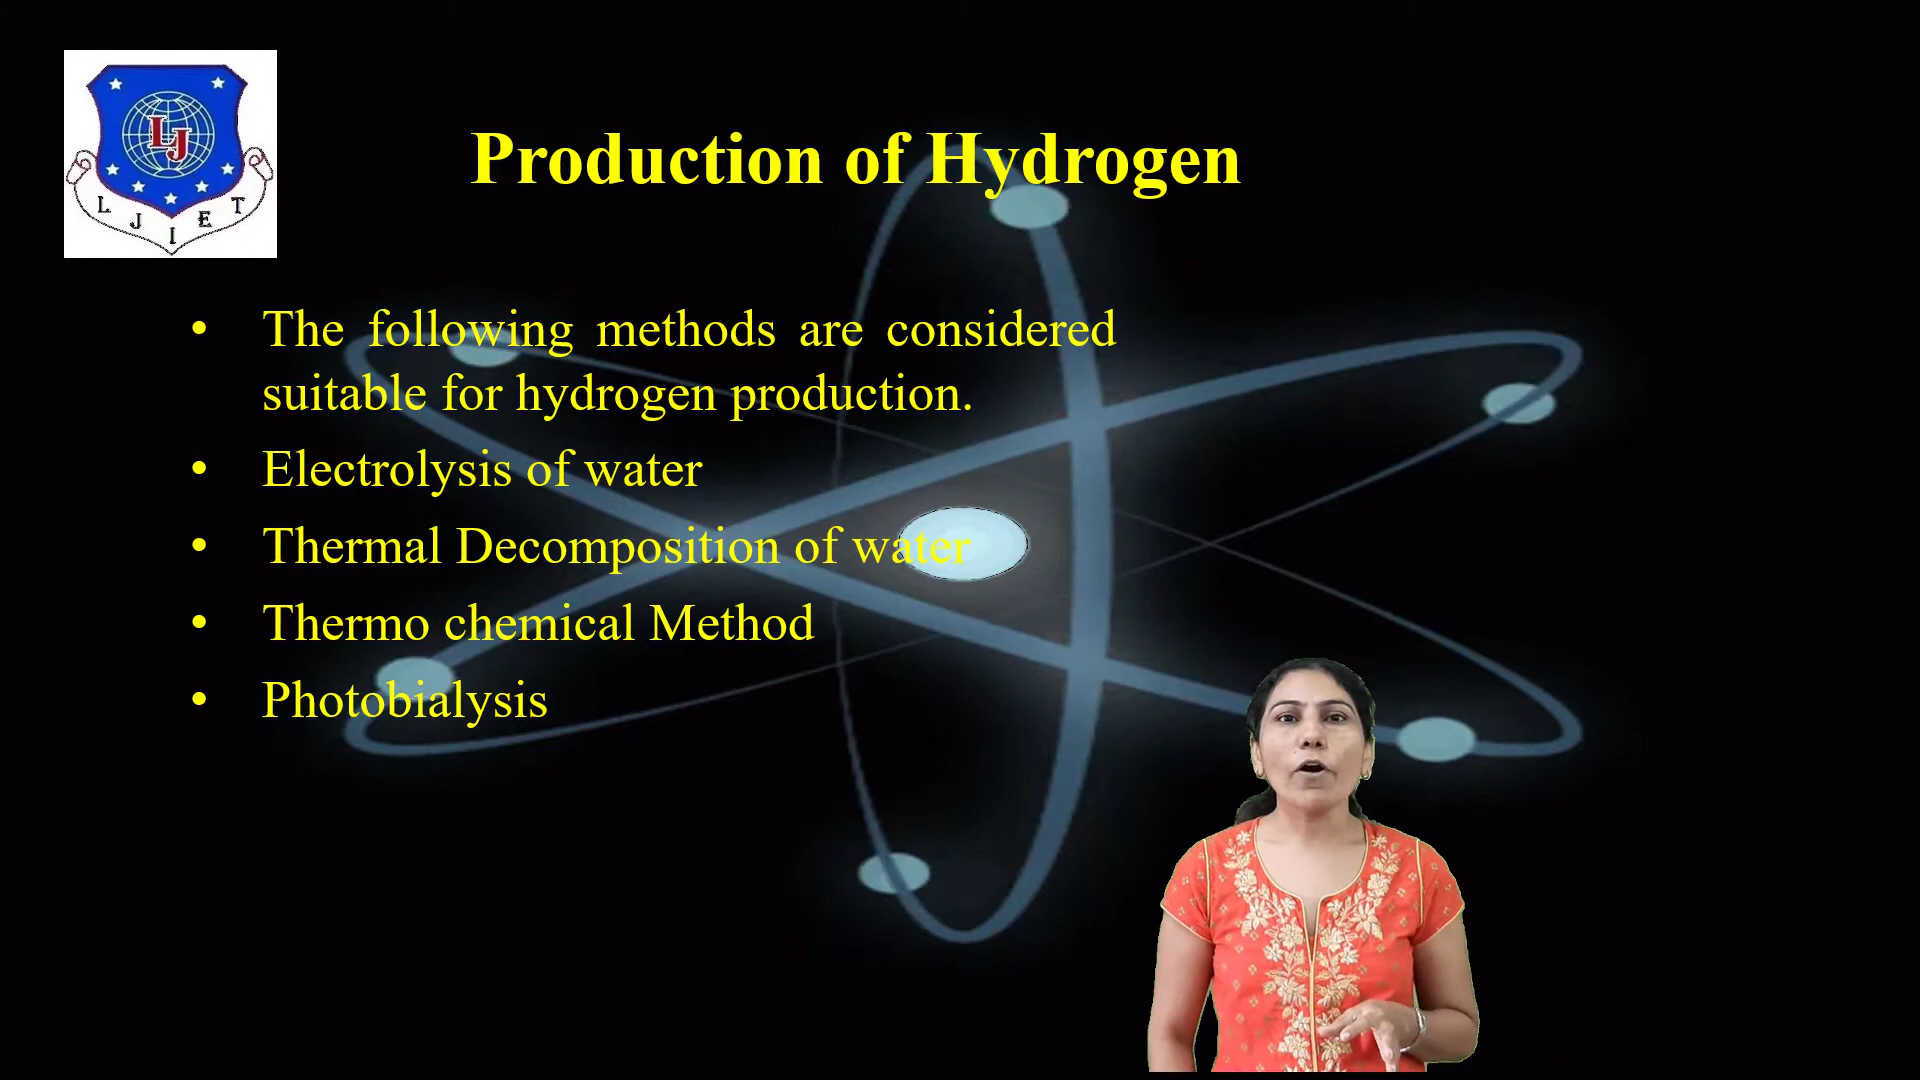 LJ
L J I E T
Production of Hydrogen
• The following methods are considered
suitable for hydrogen production.
• Electrolysis of water
• Thermal Decomposition of water
• Thermo chemical Method
• Photobialysis